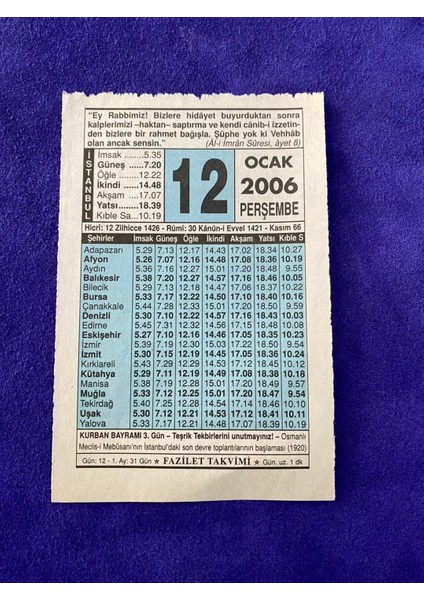 "Ey Rabbimiz! Bizlere hidâyet buyurduktan sonra
kalplerimizi –haktan– saptırma ve kendi cânib-i izzetin-
den bizlere bir rahmet bağışla. Şüphe yok ki Vehhâb
olan ancak sensin." (Âl-i İmrân Sûresi, âyet 8)
İSTANBUL
İmsak ........5.35
Güneş .......7.20
Öğle .........12.22
İkindi .......14.48
Akşam .....17.07
Yatsı........18.39
Kıble Sa...10.19
12
OCAK
2006
PERŞEMBE
Hicri: 12 Zilhicce 1426 - Rûmi: 30 Kânûn-i Evvel 1421 - Kasım 66
Şehirler İmsak Güneş Öğle İkindi Akşam Yatsı Kıble S
Adapazarı 5.29 7.13 12.17 14.43 17.02 18.34 10.27
Afyon 5.26 7.07 12.16 14.48 17.08 18.36 10.19
Aydın 5.36 7.16 12.27 15.01 17.20 18.48 9.55
Balıkesir 5.38 7.20 12.27 14.57 17.16 18.46 10.05
Bilecik 5.29 7.12 12.18 14.46 17.05 18.35
Bursa 5.33 7.17 12.22 14.50 17.10 18.40 10.16
Çanakkale 5.44 7.28 12.33 15.01 17.20 18.50 9.59
Denizli 5.30 7.10 12.22 14.57 17.16 18.43 10.03
Edirne 5.45 7.31 12.32 14.56 17.15 18.47
Eskişehir 5.27 7.10 12.16 14.46 17.05 18.35 10.23
İzmir 5.39 7.19 12.30 15.03 17.22 18.50 9.54
İzmit 5.30 7.15 12.19 14.45 17.05 18.36 10.24
Kırklareli 5.43 7.29 12.30 14.53 17.12 18.45
Kütahya 5.29 7.11 12.19 14.49 17.08 18.38 10.18
Manisa 5.38 7.19 12.29 15.01 17.20 18.49 9.57
Muğla 5.33 7.12 12.25 15.01 17.20 18.47 9.54
Tekirdağ 5.40 7.25 12.28 14.54 17.14 18.45
Uşak 5.30 7.12 12.21 14.53 17.12 18.41 10.11
Yalova 5.33 7.17 12.21 14.48 17.07 18.39 10.19
KURBAN BAYRAMI 3. Gün – Teşrik Tekbirlerini unutmayınız! – Osmanlı
Meclis-i Mebûsanı'nın İstanbul'daki son devre toplantılarının başlaması (1920)
Gün: 12 - 1. Ay: 31 Gün ★ FAZİLET TAKVİMİ ★ Gün. uz. 1 dk